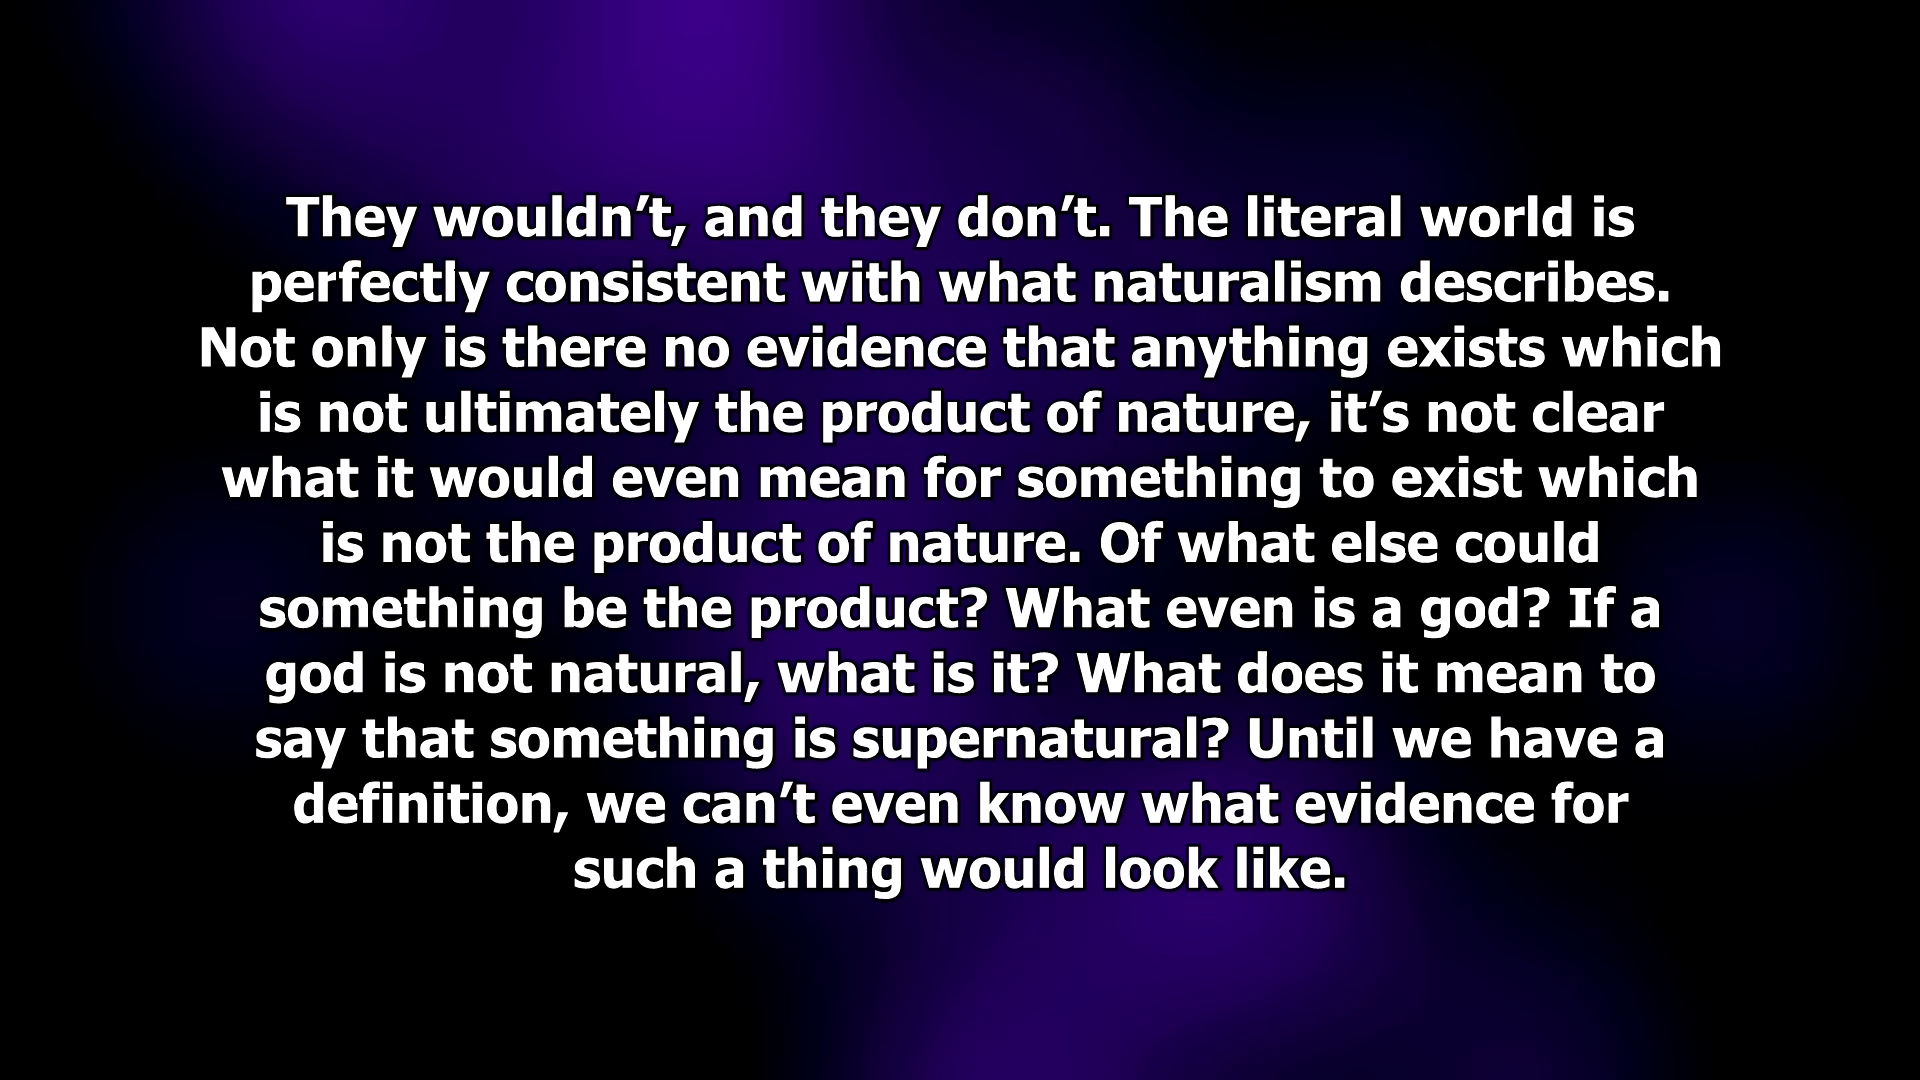 They wouldn’t, and they don’t. The literal world is
perfectly consistent with what naturalism describes.
Not only is there no evidence that anything exists which
is not ultimately the product of nature, it’s not clear
what it would even mean for something to exist which
is not the product of nature. Of what else could
something be the product? What even is a god? If a
god is not natural, what is it? What does it mean to
say that something is supernatural? Until we have a
definition, we can’t even know what evidence for
such a thing would look like.